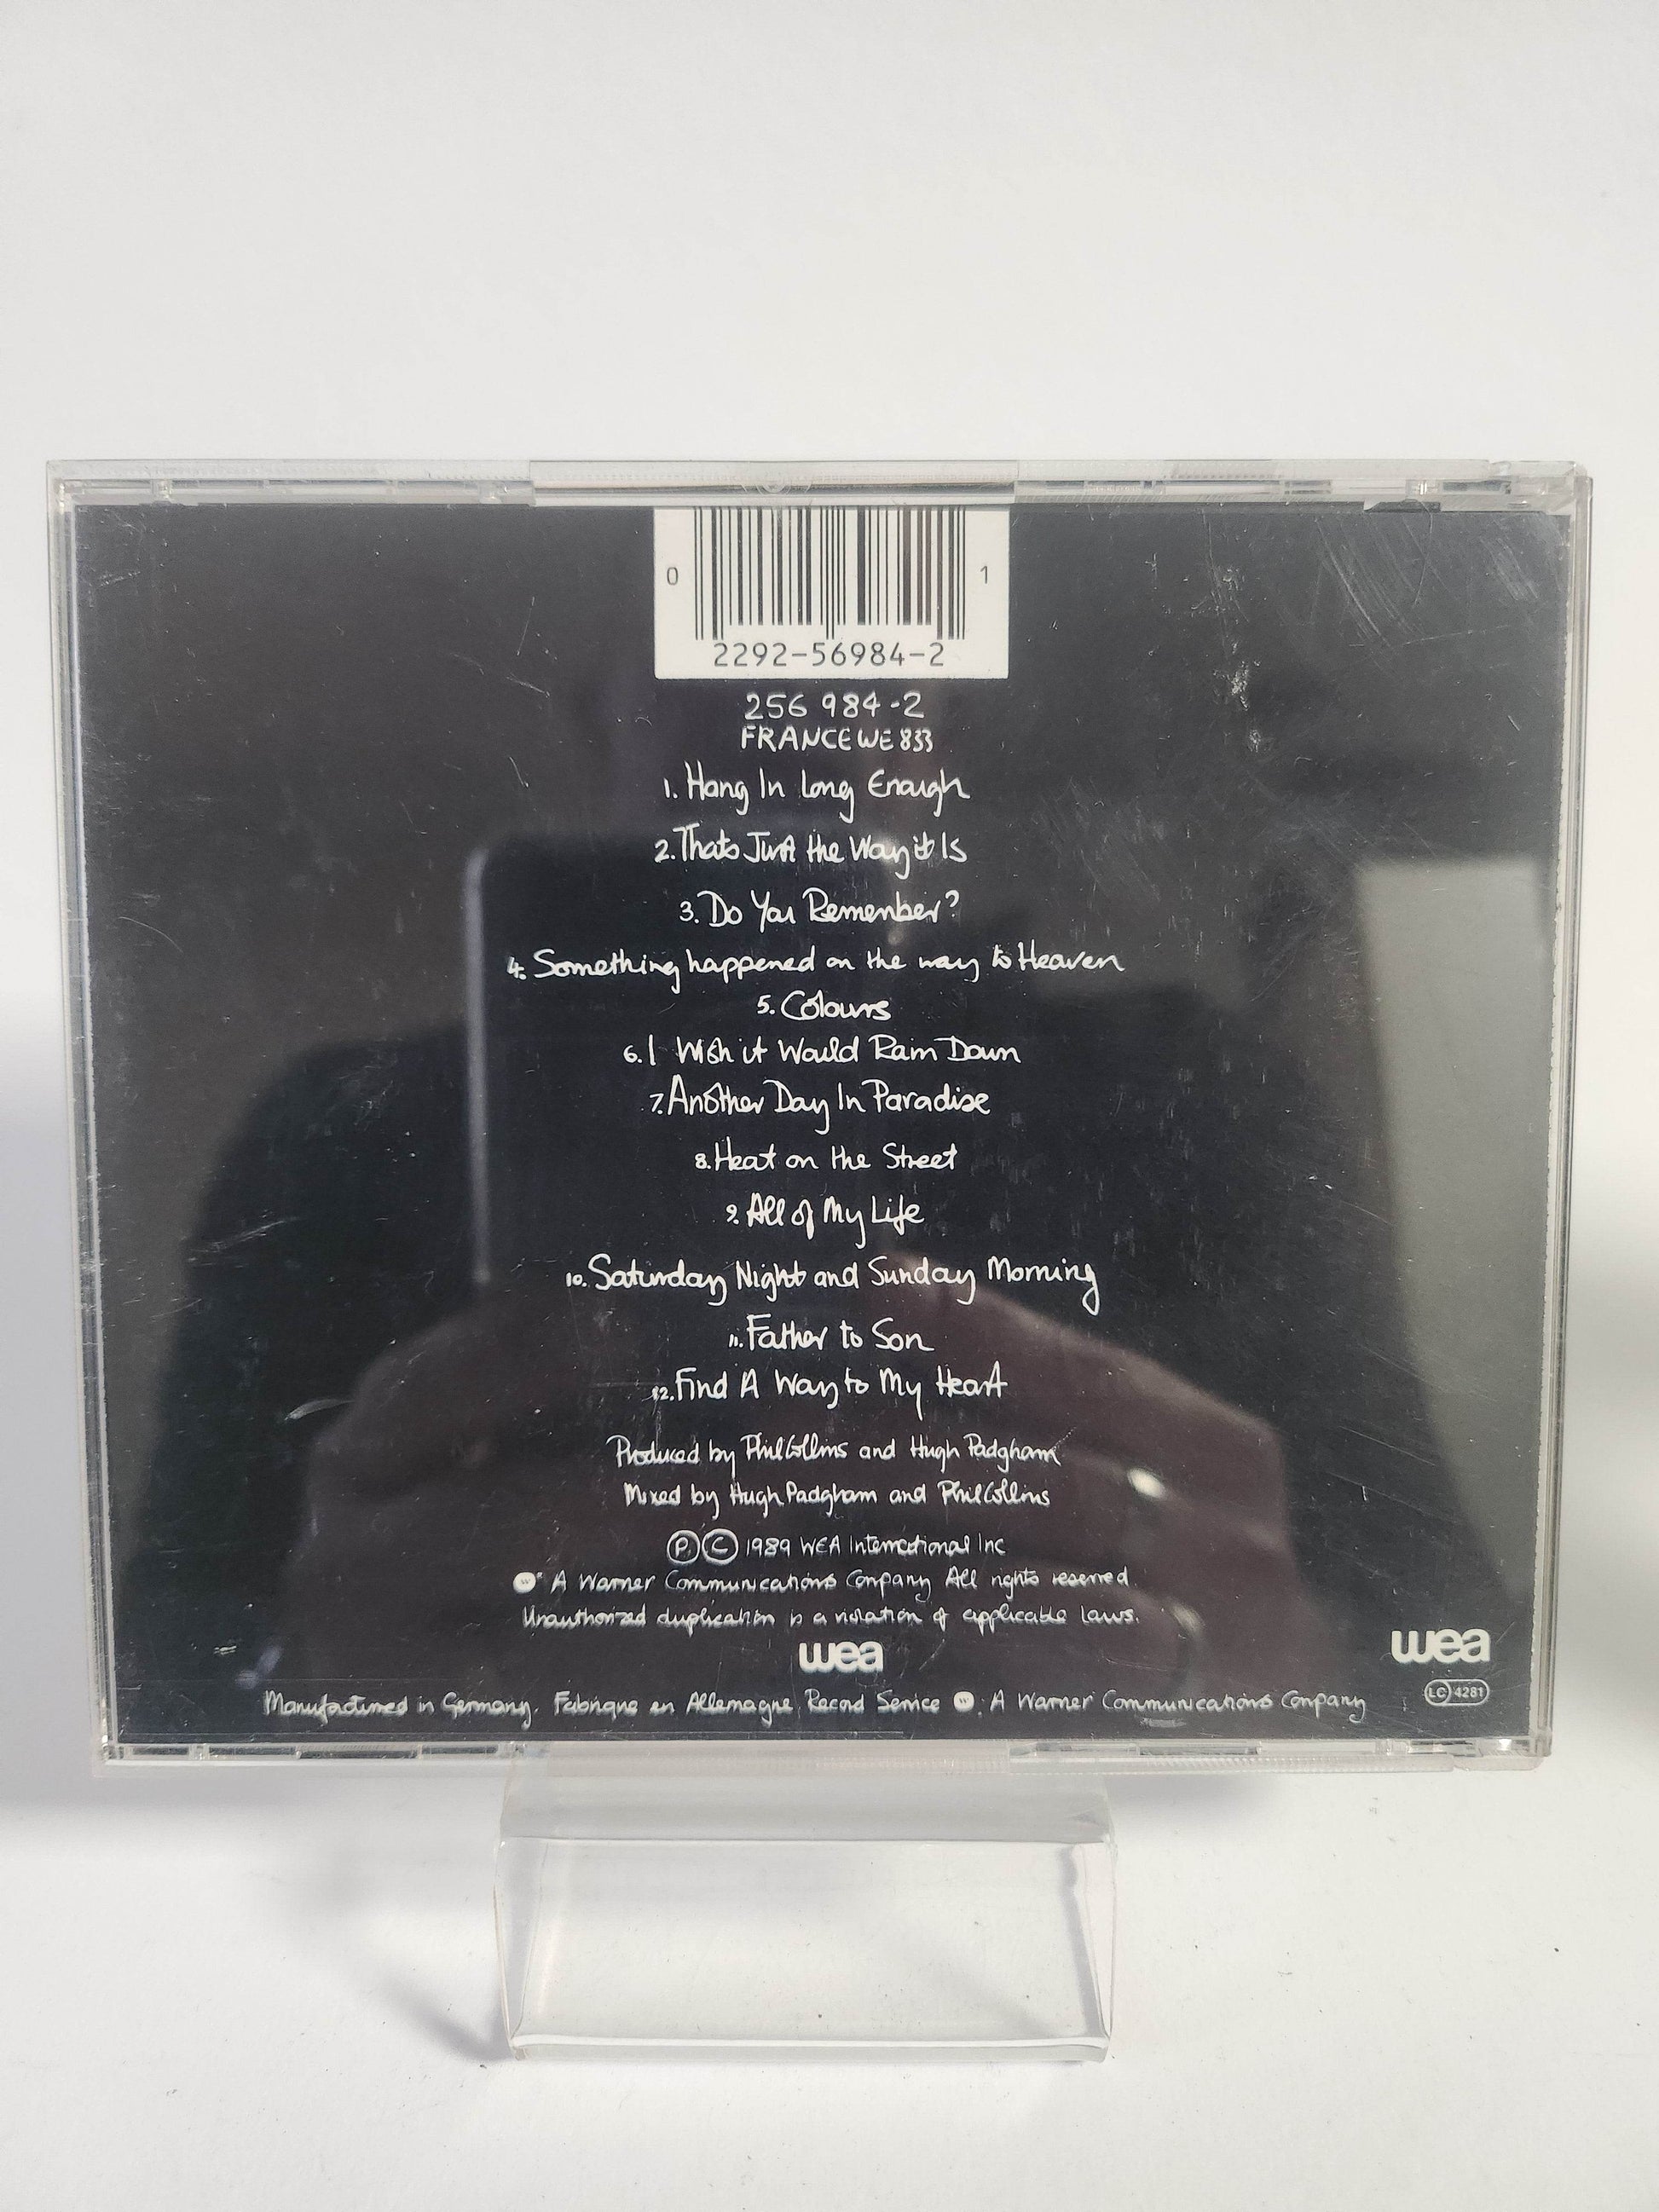 0 1
2292-56984-2
256 984-2
FRANCE WE 833
1. Hang In Long Enough
2. Thats Just the Way it Is
3. Do You Remember?
4. Something happened on the way to Heaven
5. Colours
6. I Wish it Would Rain Down
7. Another Day In Paradise
8. Heat on the Street
9. All of My Life
10. Saturday Night and Sunday Morning
11. Father to Son
12. Find A Way to My Heart
Produced by Phil Collins and Hugh Padgham
Mixed by Hugh Padgham and Phil Collins
Ⓟ © 1989 WEA International Inc
A Warner Communications Company All rights reserved.
Unauthorized duplication is a violation of applicable laws.
wea
wea
LC 4281
Manufactured in Germany. Fabriqué en Allemagne, Record Service A Warner Communications Company